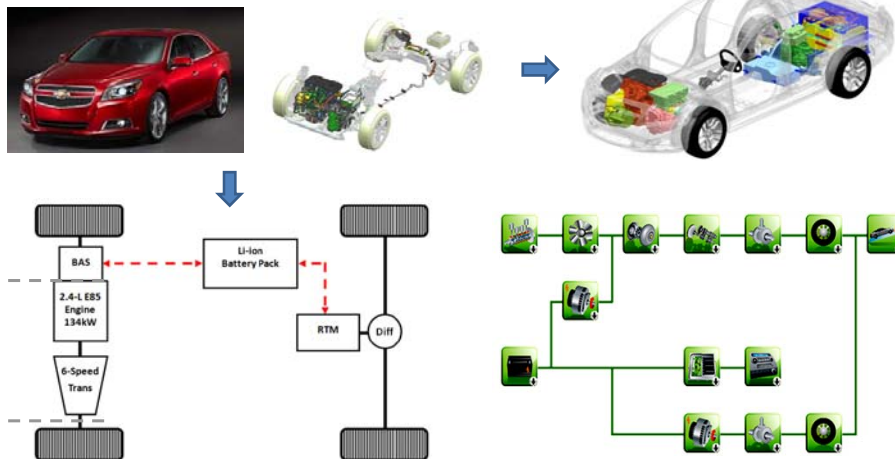 BAS
Li-ion
Battery Pack
2.4-L E85
Engine
134kW
RTM
Diff
6-Speed
Trans